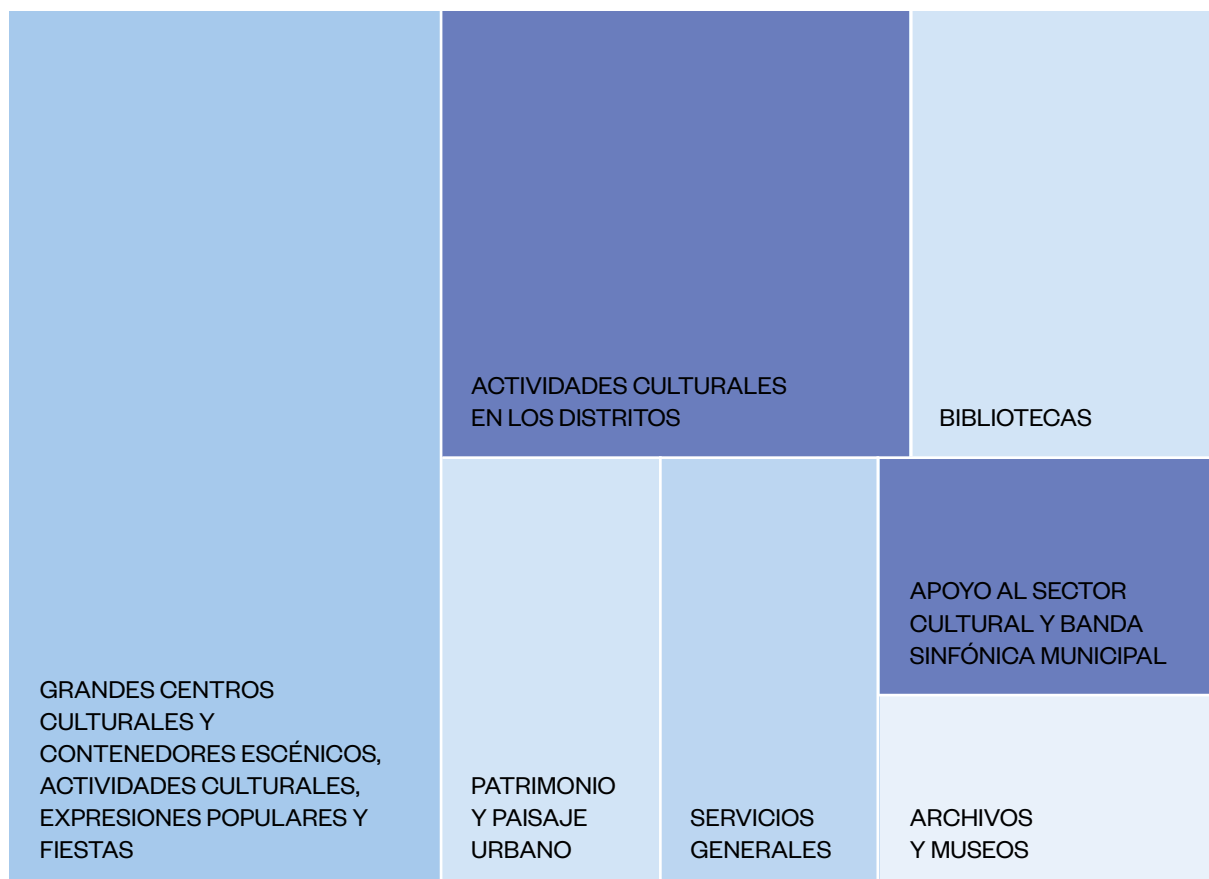 ACTIVIDADES CULTURALES
EN LOS DISTRITOS
BIBLIOTECAS
GRANDES CENTROS
CULTURALES Y
CONTENEDORES ESCÉNICOS,
ACTIVIDADES CULTURALES,
EXPRESIONES POPULARES Y
FIESTAS
PATRIMONIO
Y PAISAJE
URBANO
SERVICIOS
GENERALES
APOYO AL SECTOR
CULTURAL Y BANDA
SINFÓNICA MUNICIPAL
ARCHIVOS
Y MUSEOS